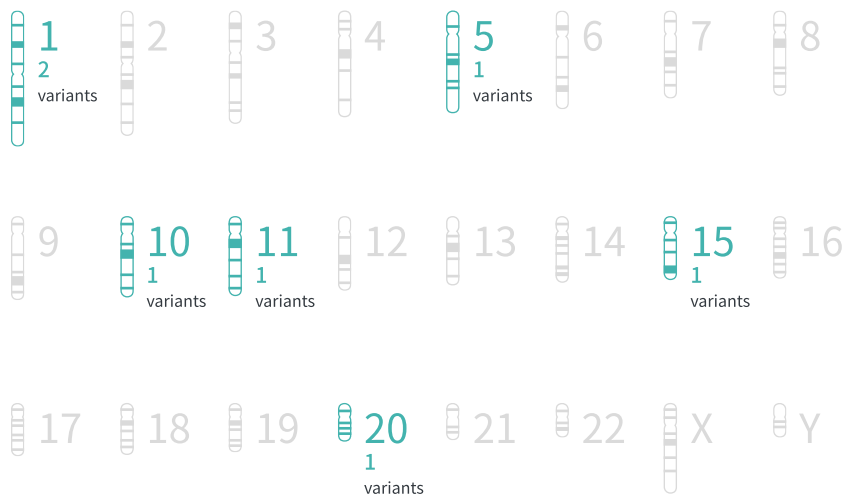 1 2 3 4 5 6 7 8
2 1
variants variants
9 10 11 12 13 14 15 16
1 1 1
variants variants variants
17 18 19 20 21 22 X Y
1
variants